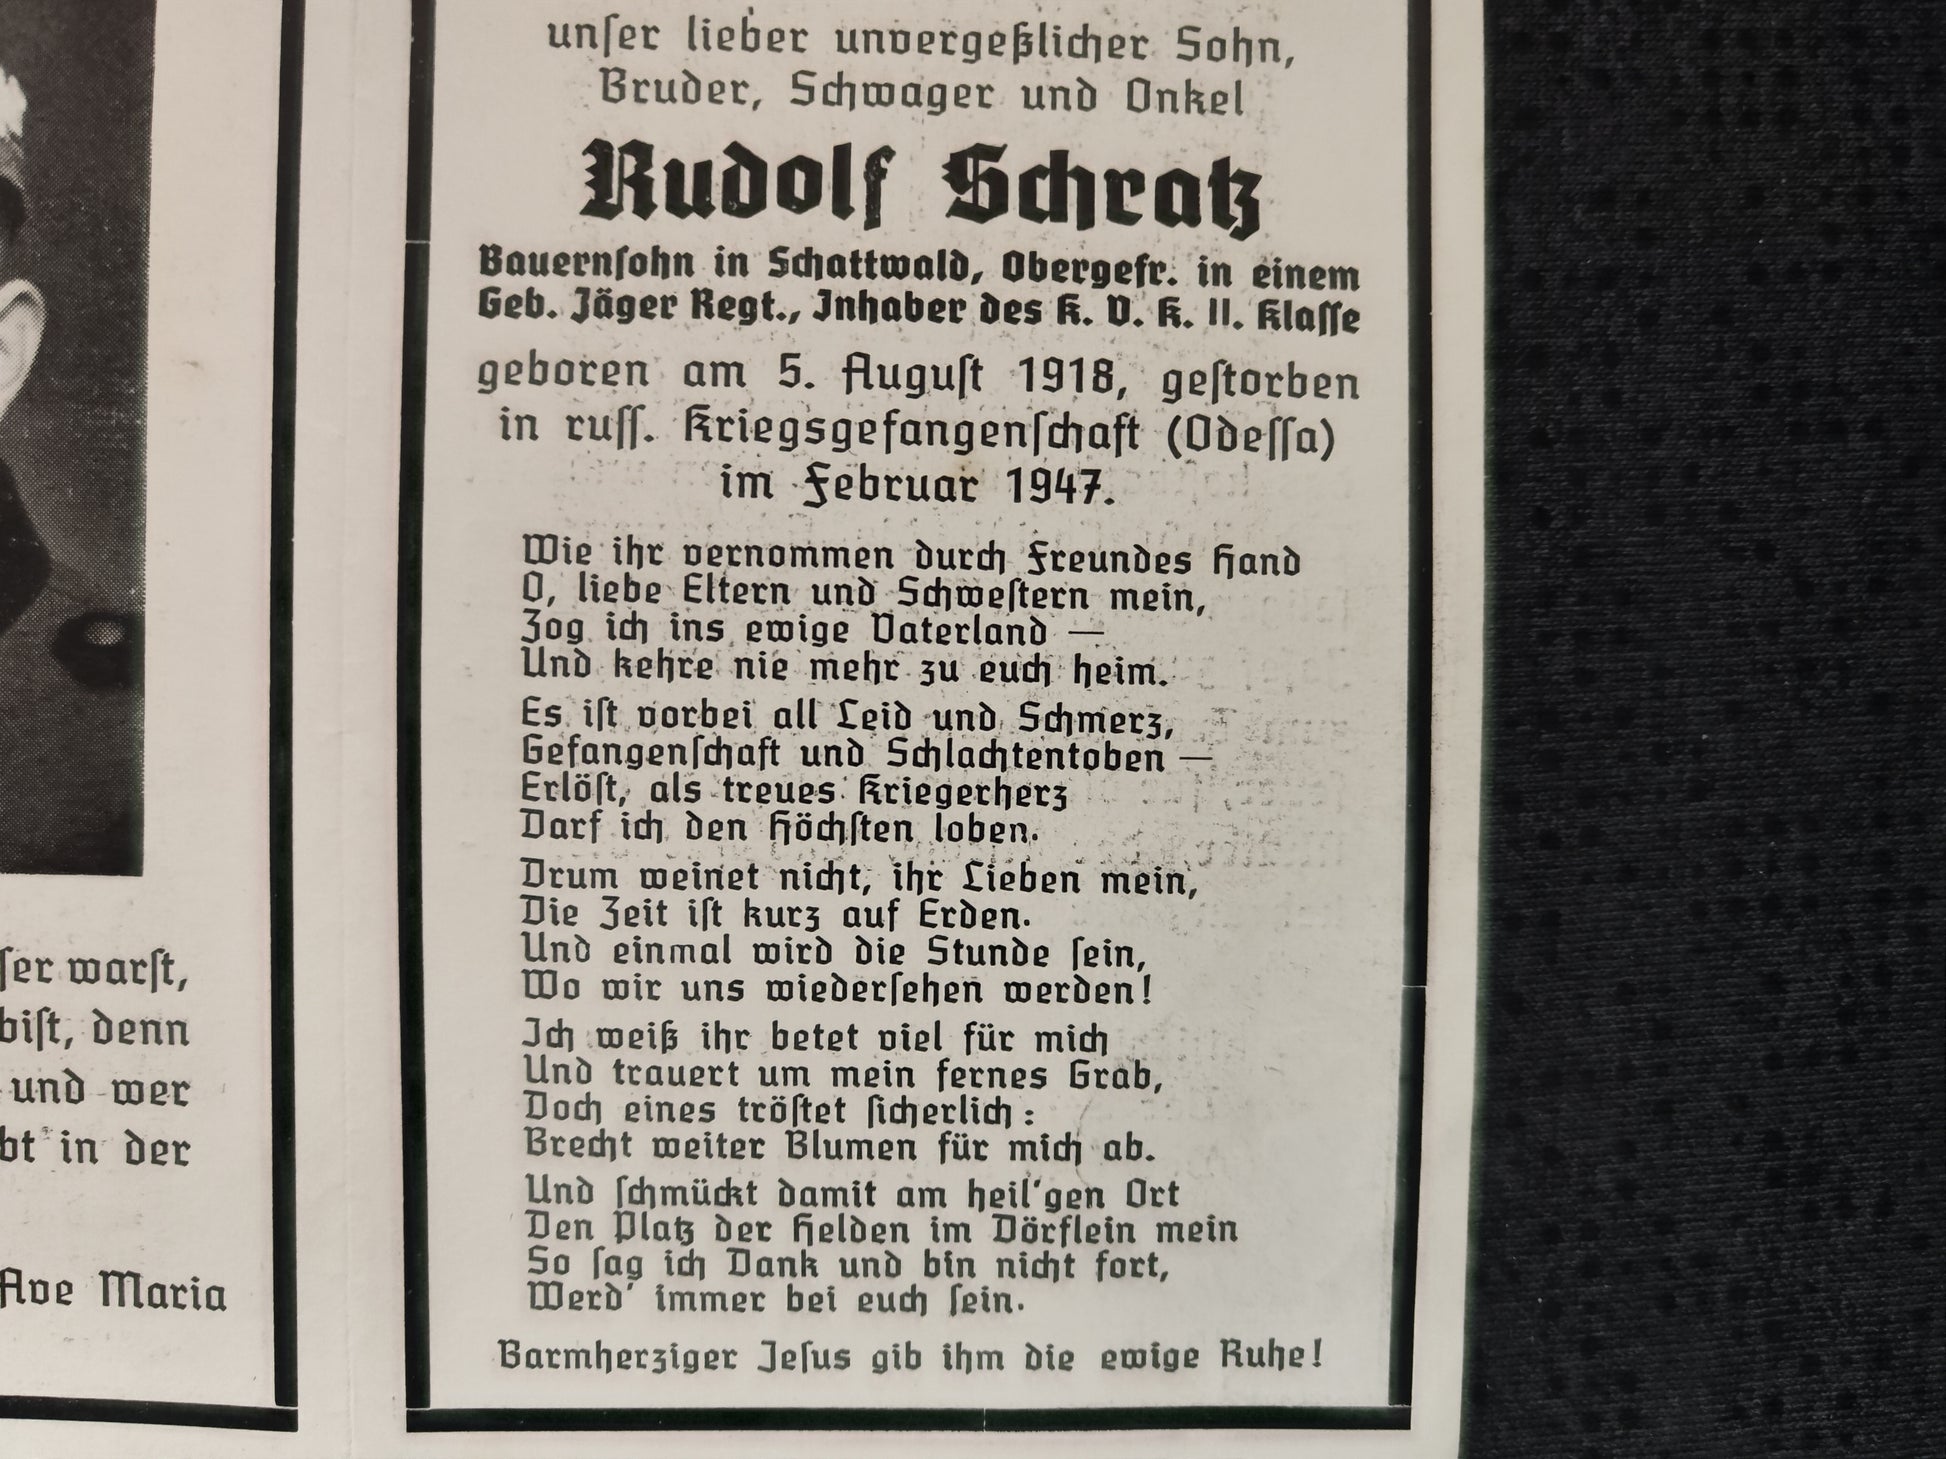 ser warst,
bist, denn
und wer
bt in der
Ave Maria
unser lieber unvergeßlicher Sohn,
Bruder, Schwager und Onkel
Rudolf Schratz
Bauernsohn in Schattwald, Obergefr. in einem
Geb. Jäger Regt., Inhaber des K. V. K. II. Klasse
geboren am 5. August 1918, gestorben
in russ. Kriegsgefangenschaft (Odessa)
im Februar 1947.
Wie ihr vernommen durch Freundes Hand
O, liebe Eltern und Schwestern mein,
Zog ich ins ewige Vaterland —
Und kehre nie mehr zu euch heim.
Es ist vorbei all Leid und Schmerz,
Gefangenschaft und Schlachtentoben —
Erlöst, als treues Kriegerherz
Darf ich den Höchsten loben.
Drum weinet nicht, ihr Lieben mein,
Die Zeit ist kurz auf Erden.
Und einmal wird die Stunde sein,
Wo wir uns wiedersehen werden!
Ich weiß ihr betet viel für mich
Und trauert um mein fernes Grab,
Doch eines tröstet sicherlich:
Brecht weiter Blumen für mich ab.
Und schmückt damit am heil'gen Ort
Den Platz der Helden im Dörflein mein
So sag ich Dank und bin nicht fort,
Werd' immer bei euch sein.
Barmherziger Jesus gib ihm die ewige Ruhe!